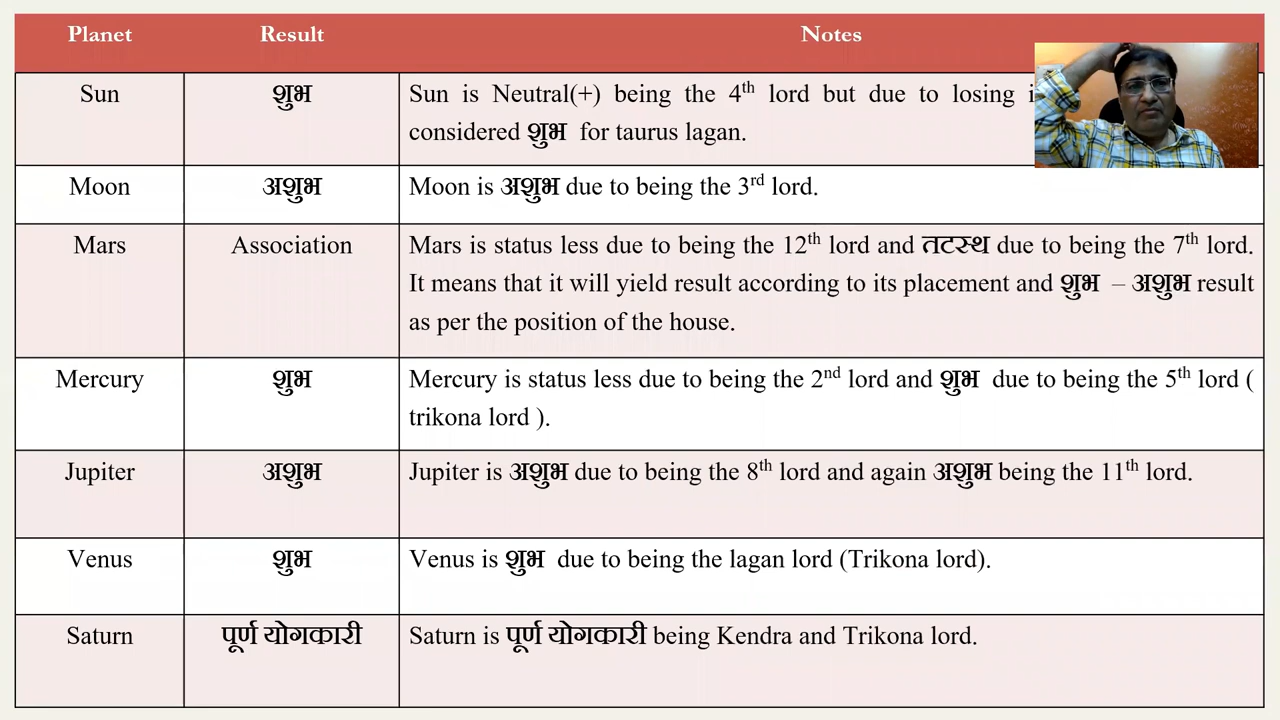 Planet Result Notes
Sun शुभ Sun is Neutral(+) being the 4th lord but due to losing
considered शुभ for taurus lagan.
Moon अशुभ Moon is अशुभ due to being the 3rd lord.
Mars Association Mars is status less due to being the 12th lord and तटस्थ due to being the 7th lord.
It means that it will yield result according to its placement and शुभ – अशुभ result
as per the position of the house.
Mercury शुभ Mercury is status less due to being the 2nd lord and शुभ due to being the 5th lord (
trikona lord ).
Jupiter अशुभ Jupiter is अशुभ due to being the 8th lord and again अशुभ being the 11th lord.
Venus शुभ Venus is शुभ due to being the lagan lord (Trikona lord).
Saturn पूर्ण योगकारी Saturn is पूर्ण योगकारी being Kendra and Trikona lord.